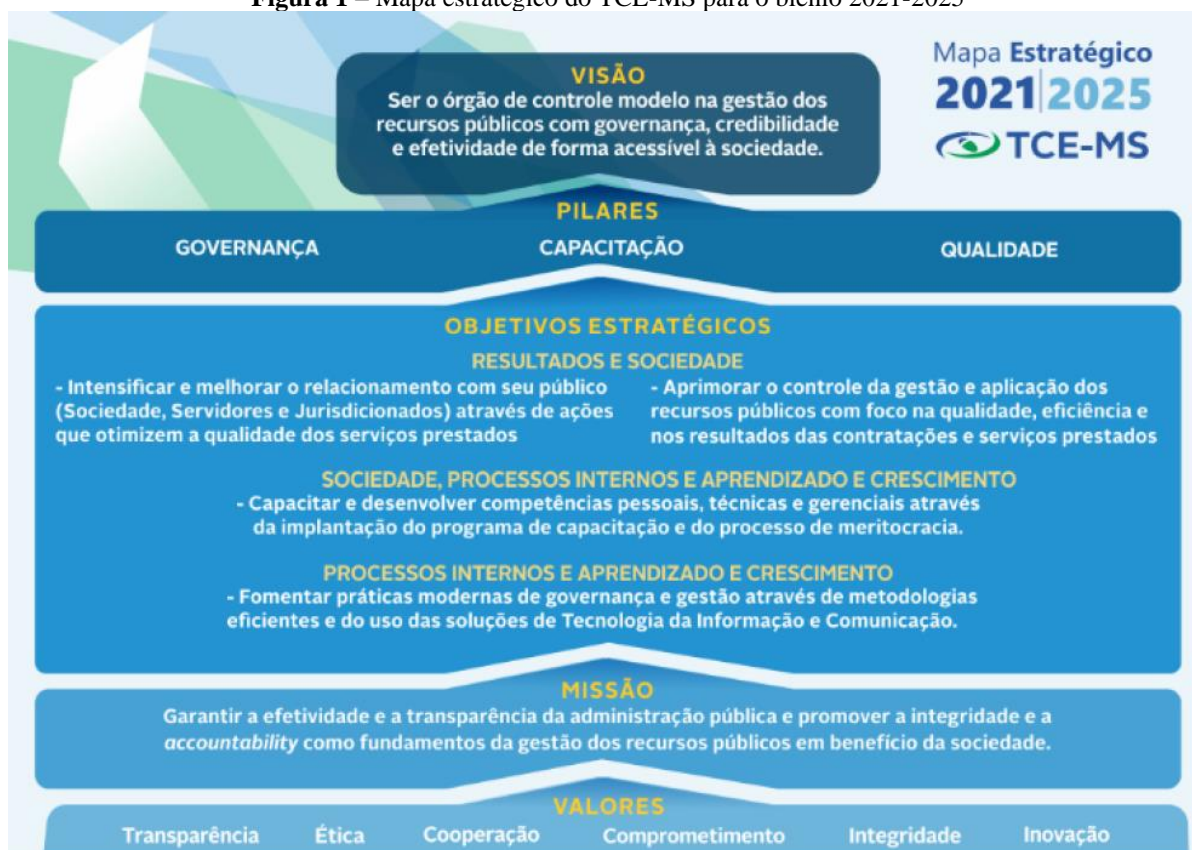 Figura 1 – Mapa estratégico do TCE-MS para o biênio 2021-2025
Mapa Estratégico
2021|2025
TCE-MS
VISÃO
Ser o órgão de controle modelo na gestão dos
recursos públicos com governança, credibilidade
e efetividade de forma acessível à sociedade.
PILARES
GOVERNANÇA CAPACITAÇÃO QUALIDADE
OBJETIVOS ESTRATÉGICOS
RESULTADOS E SOCIEDADE
- Intensificar e melhorar o relacionamento com seu público
(Sociedade, Servidores e Jurisdicionados) através de ações
que otimizem a qualidade dos serviços prestados
- Aprimorar o controle da gestão e aplicação dos
recursos públicos com foco na qualidade, eficiência e
nos resultados das contratações e serviços prestados
SOCIEDADE, PROCESSOS INTERNOS E APRENDIZADO E CRESCIMENTO
- Capacitar e desenvolver competências pessoais, técnicas e gerenciais através
da implantação do programa de capacitação e do processo de meritocracia.
PROCESSOS INTERNOS E APRENDIZADO E CRESCIMENTO
- Fomentar práticas modernas de governança e gestão através de metodologias
eficientes e do uso das soluções de Tecnologia da Informação e Comunicação.
MISSÃO
Garantir a efetividade e a transparência da administração pública e promover a integridade e a
accountability como fundamentos da gestão dos recursos públicos em benefício da sociedade.
VALORES
Transparência Ética Cooperação Comprometimento Integridade Inovação